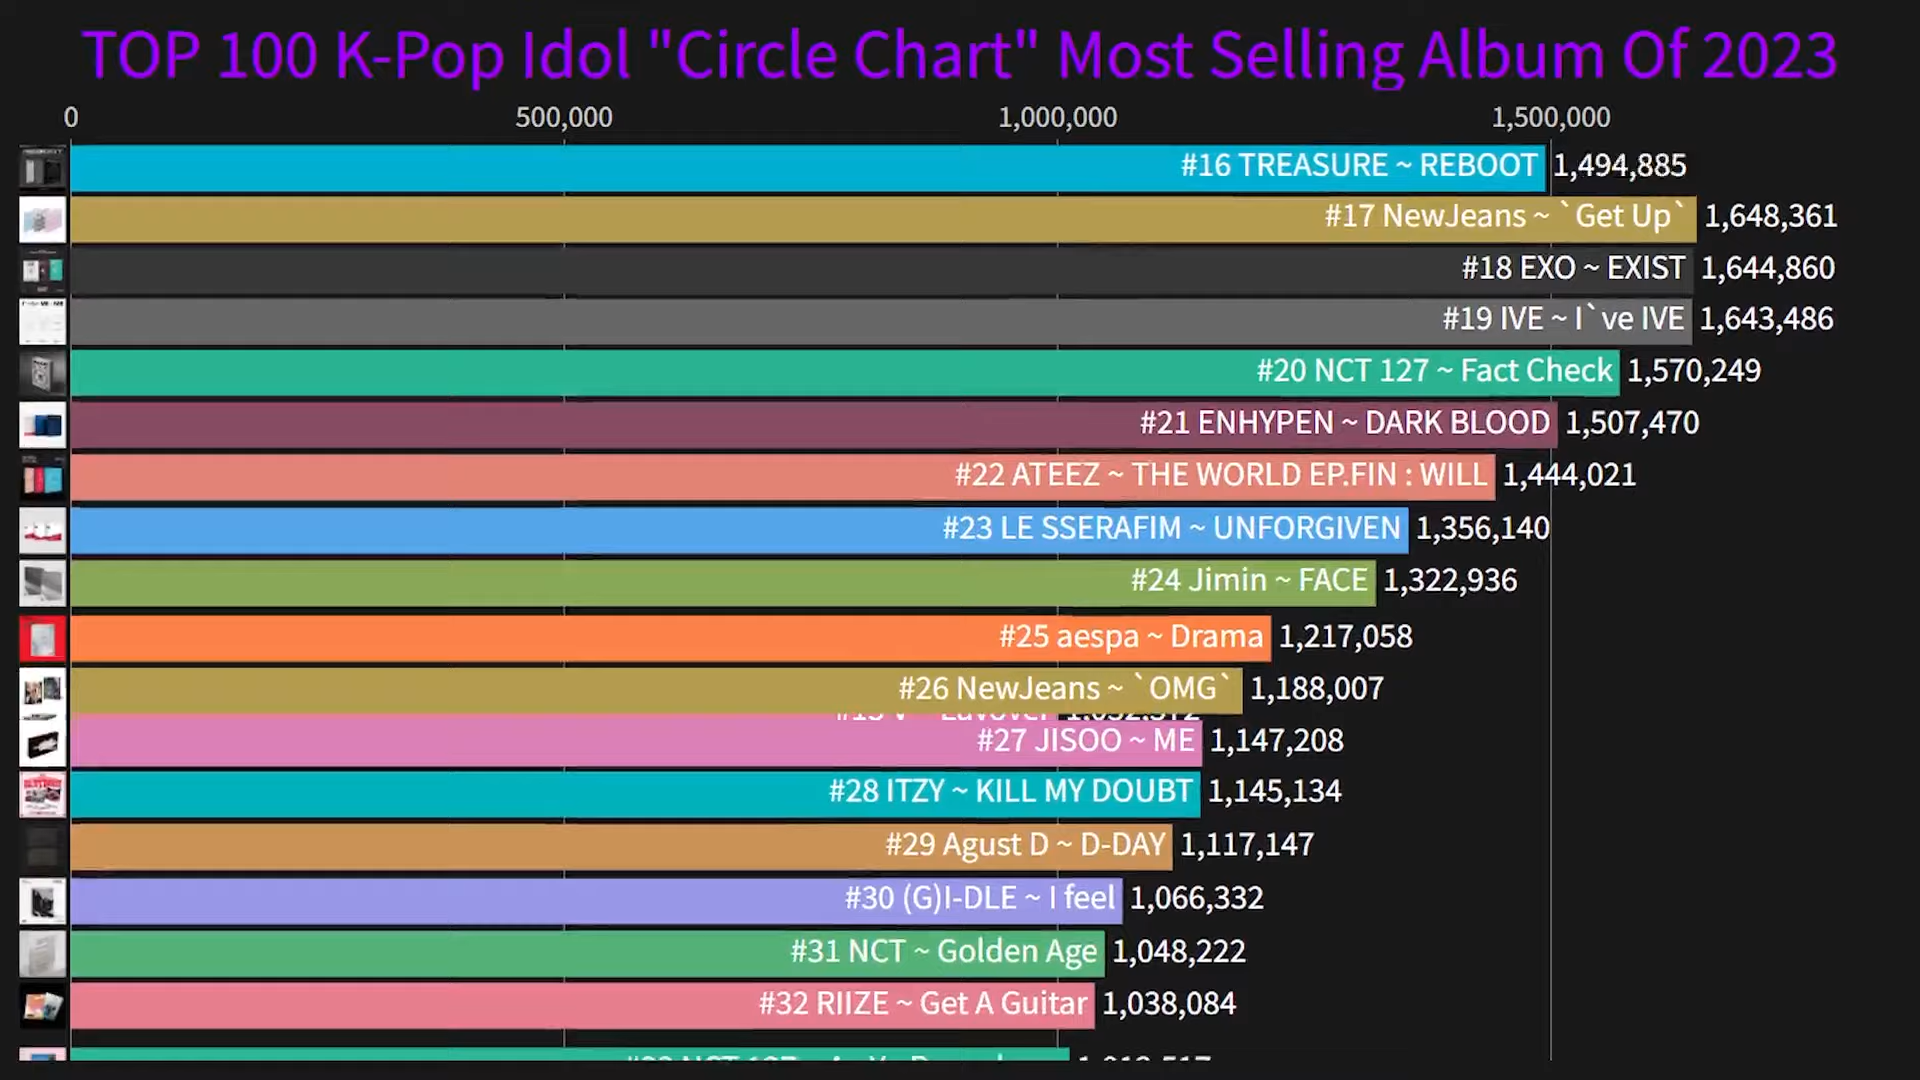 TOP 100 K-Pop Idol "Circle Chart" Most Selling Album Of 2023
0 500,000 1,000,000 1,500,000
#16 TREASURE ~ REBOOT 1,494,885
#17 NewJeans ~ `Get Up` 1,648,361
#18 EXO ~ EXIST 1,644,860
#19 IVE ~ I`ve IVE 1,643,486
#20 NCT 127 ~ Fact Check 1,570,249
#21 ENHYPEN ~ DARK BLOOD 1,507,470
#22 ATEEZ ~ THE WORLD EP.FIN : WILL 1,444,021
#23 LE SSERAFIM ~ UNFORGIVEN 1,356,140
#24 Jimin ~ FACE 1,322,936
#25 aespa ~ Drama 1,217,058
#26 NewJeans ~ `OMG` 1,188,007
#27 JISOO ~ ME 1,147,208
#28 ITZY ~ KILL MY DOUBT 1,145,134
#29 Agust D ~ D-DAY 1,117,147
#30 (G)I-DLE ~ I feel 1,066,332
#31 NCT ~ Golden Age 1,048,222
#32 RIIZE ~ Get A Guitar 1,038,084